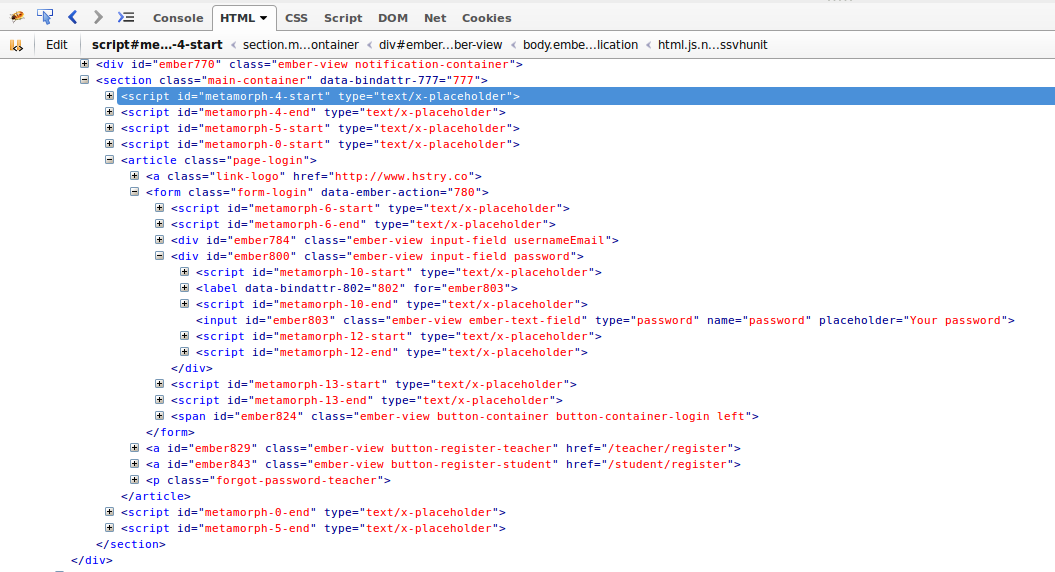 Console HTML CSS Script DOM Net Cookies
Edit script#me...-4-start < section.m...ontainer < div#ember...ber-view < body.embe...lication < html.js.n...ssvhunit
<div id="ember770" class="ember-view notification-container">
<section class="main-container" data-bindattr-777="777">
<script id="metamorph-4-start" type="text/x-placeholder">
<script id="metamorph-4-end" type="text/x-placeholder">
<script id="metamorph-5-start" type="text/x-placeholder">
<script id="metamorph-0-start" type="text/x-placeholder">
<article class="page-login">
<a class="link-logo" href="http://www.hstry.co">
<form class="form-login" data-ember-action="780">
<script id="metamorph-6-start" type="text/x-placeholder">
<script id="metamorph-6-end" type="text/x-placeholder">
<div id="ember784" class="ember-view input-field usernameEmail">
<div id="ember800" class="ember-view input-field password">
<script id="metamorph-10-start" type="text/x-placeholder">
<label data-bindattr-802="802" for="ember803">
<script id="metamorph-10-end" type="text/x-placeholder">
<input id="ember803" class="ember-view ember-text-field" type="password" name="password" placeholder="Your password">
<script id="metamorph-12-start" type="text/x-placeholder">
<script id="metamorph-12-end" type="text/x-placeholder">
</div>
<script id="metamorph-13-start" type="text/x-placeholder">
<script id="metamorph-13-end" type="text/x-placeholder">
<span id="ember824" class="ember-view button-container button-container-login left">
</form>
<a id="ember829" class="ember-view button-register-teacher" href="/teacher/register">
<a id="ember843" class="ember-view button-register-student" href="/student/register">
<p class="forgot-password-teacher">
</article>
<script id="metamorph-0-end" type="text/x-placeholder">
<script id="metamorph-5-end" type="text/x-placeholder">
</section>
</div>